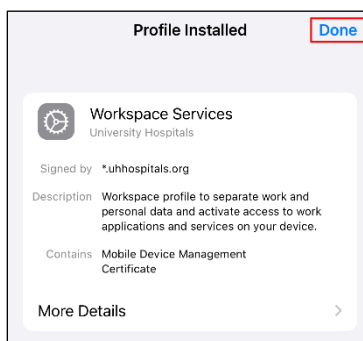 Profile Installed Done
Workspace Services
University Hospitals
Signed by *.uhhospitals.org
Description Workspace profile to separate work and
personal data and activate access to work
applications and services on your device.
Contains Mobile Device Management
Certificate
More Details